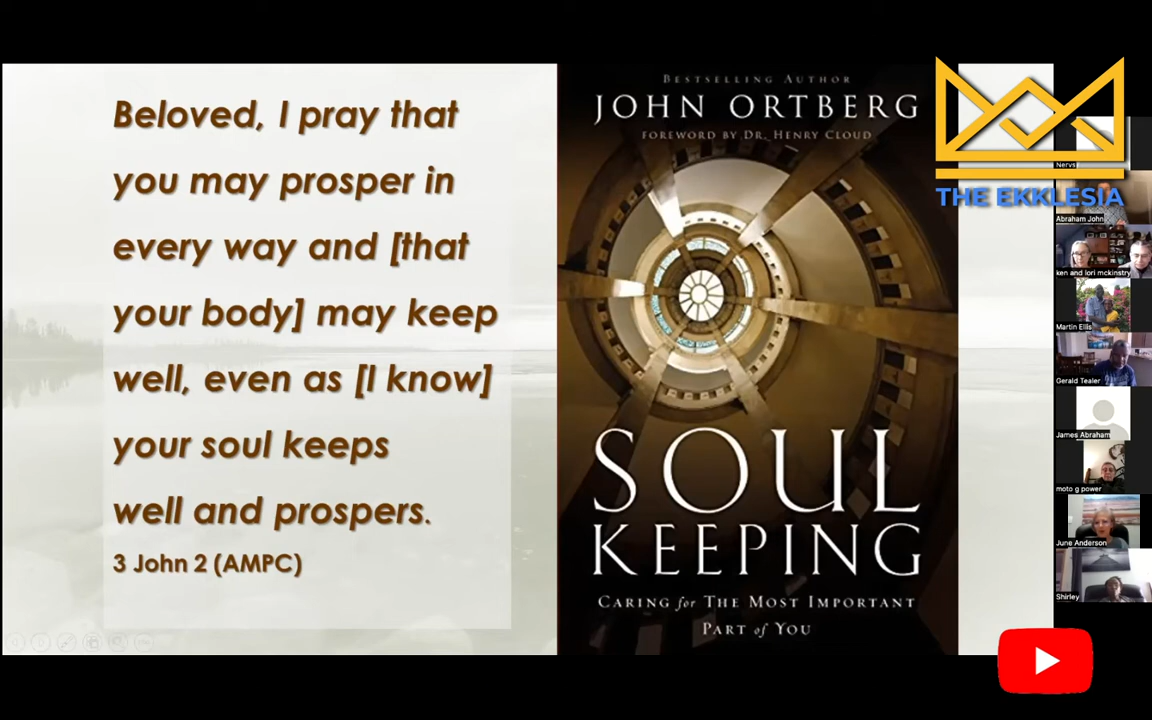 Beloved, I pray that
you may prosper in
every way and [that
your body] may keep
well, even as [I know]
your soul keeps
well and prospers.
3 John 2 (AMPC)
BESTSELLING AUTHOR
JOHN ORTBERG
FOREWORD BY DR. HENRY CLOUD
SOUL
KEEPING
CARING for THE MOST IMPORTANT
PART of YOU
THE EKKLESIA
Nervs
Abraham John
ken and lori mckinstry
Martin Ellis
Gerald Tealer
James Abraham
moto g power
June Anderson
Shirley